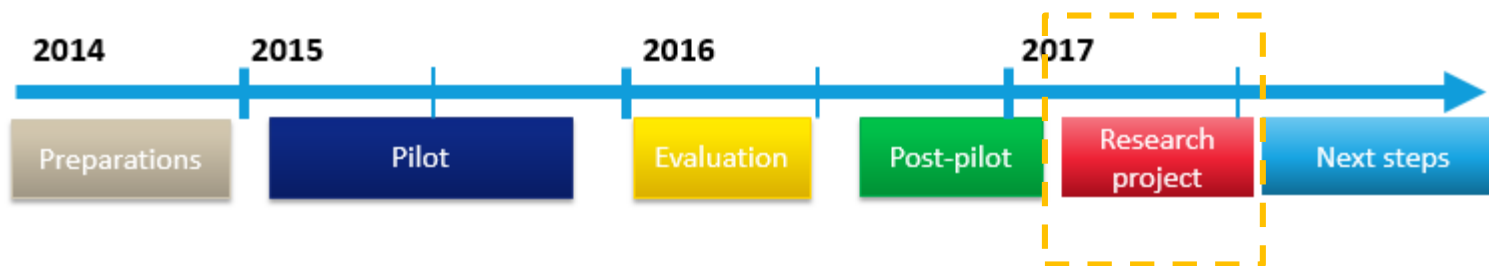 2014
2015
2016
2017
Preparations
Pilot
Evaluation
Post-pilot
Research
project
Next steps